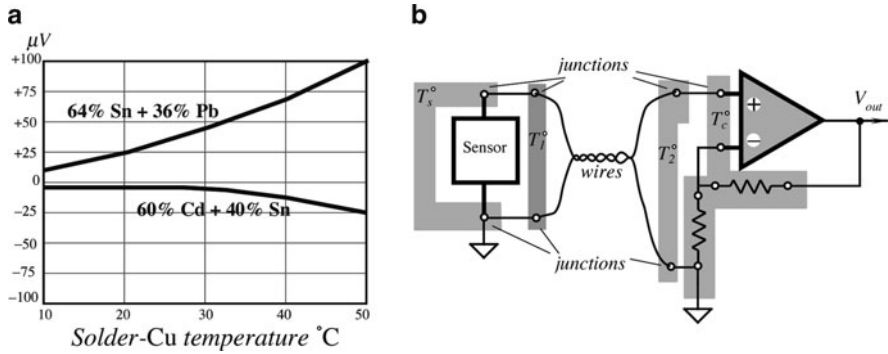 a
b
µV
+100
+75
+50
+25
0
-25
-50
-75
-100
64% Sn + 36% Pb
60% Cd + 40% Sn
10 20 30 40 50
Solder-Cu temperature °C
junctions
Ts°
Sensor
T1°
wires
T2°
Tc°
+
−
Vout
junctions